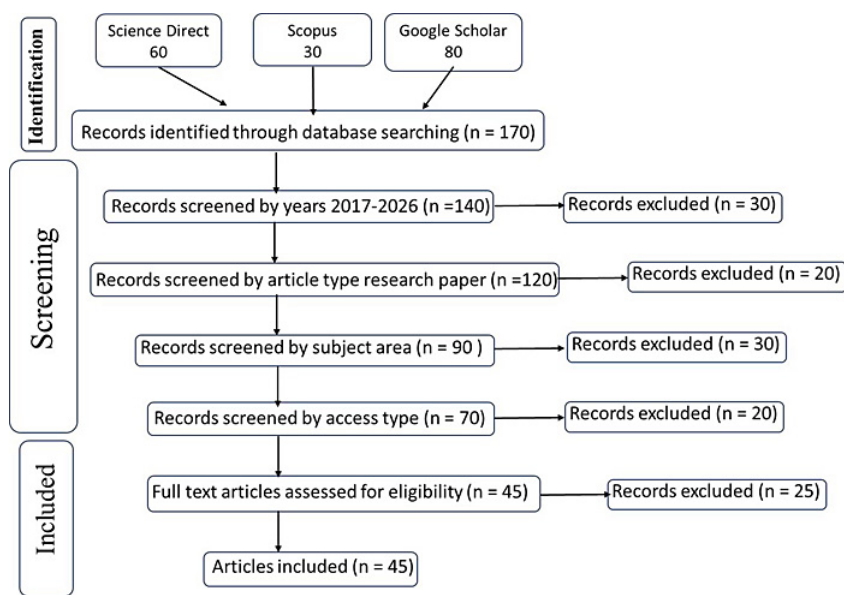 Identification
Science Direct
60
Scopus
30
Google Scholar
80
Records identified through database searching (n = 170)
Screening
Records screened by years 2017-2026 (n =140)
Records excluded (n = 30)
Records screened by article type research paper (n =120)
Records excluded (n = 20)
Records screened by subject area (n = 90 )
Records excluded (n = 30)
Records screened by access type (n = 70)
Records excluded (n = 20)
Included
Full text articles assessed for eligibility (n = 45)
Records excluded (n = 25)
Articles included (n = 45)